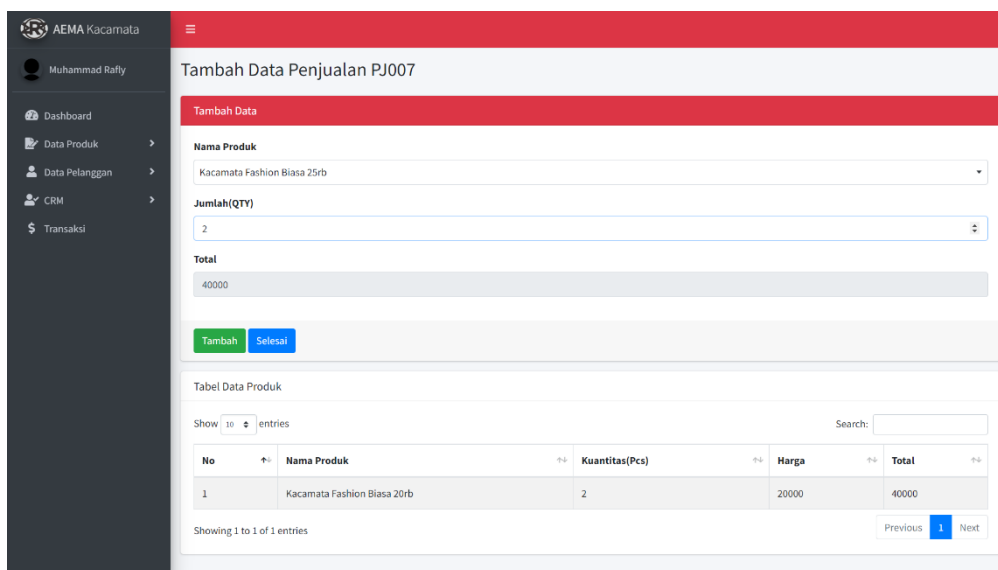 AEMA Kacamata
Muhammad Rafly
Dashboard
Data Produk
Data Pelanggan
CRM
$ Transaksi
Tambah Data Penjualan PJ007
Tambah Data
Nama Produk
Kacamata Fashion Biasa 25rb
Jumlah(QTY)
2
Total
40000
Tambah Selesai
Tabel Data Produk
Show 10 entries Search:
No Nama Produk Kuantitas(Pcs) Harga Total
1 Kacamata Fashion Biasa 20rb 2 20000 40000
Showing 1 to 1 of 1 entries Previous 1 Next